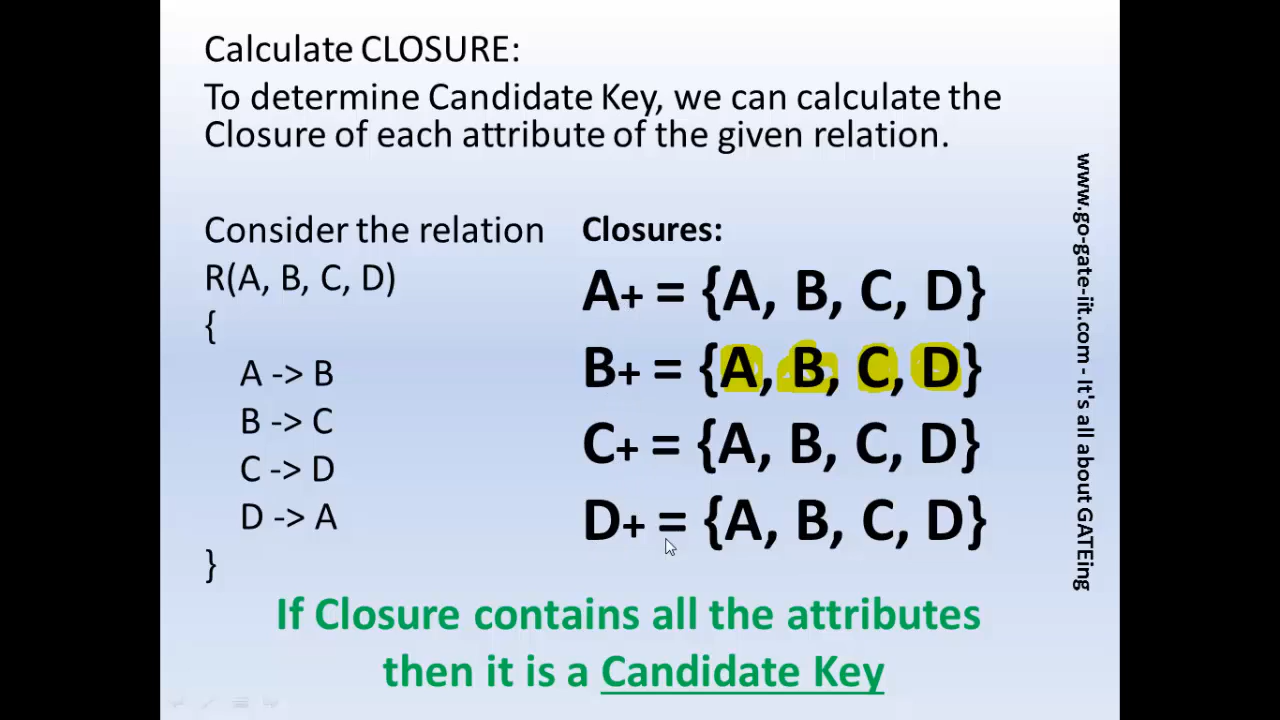 Calculate CLOSURE:
To determine Candidate Key, we can calculate the
Closure of each attribute of the given relation.
Consider the relation
R(A, B, C, D)
{
A -> B
B -> C
C -> D
D -> A
}
Closures:
A+ = {A, B, C, D}
B+ = {A, B, C, D}
C+ = {A, B, C, D}
D+ = {A, B, C, D}
If Closure contains all the attributes
then it is a Candidate Key
www.go-gate-iit.com - It's all about GATEing